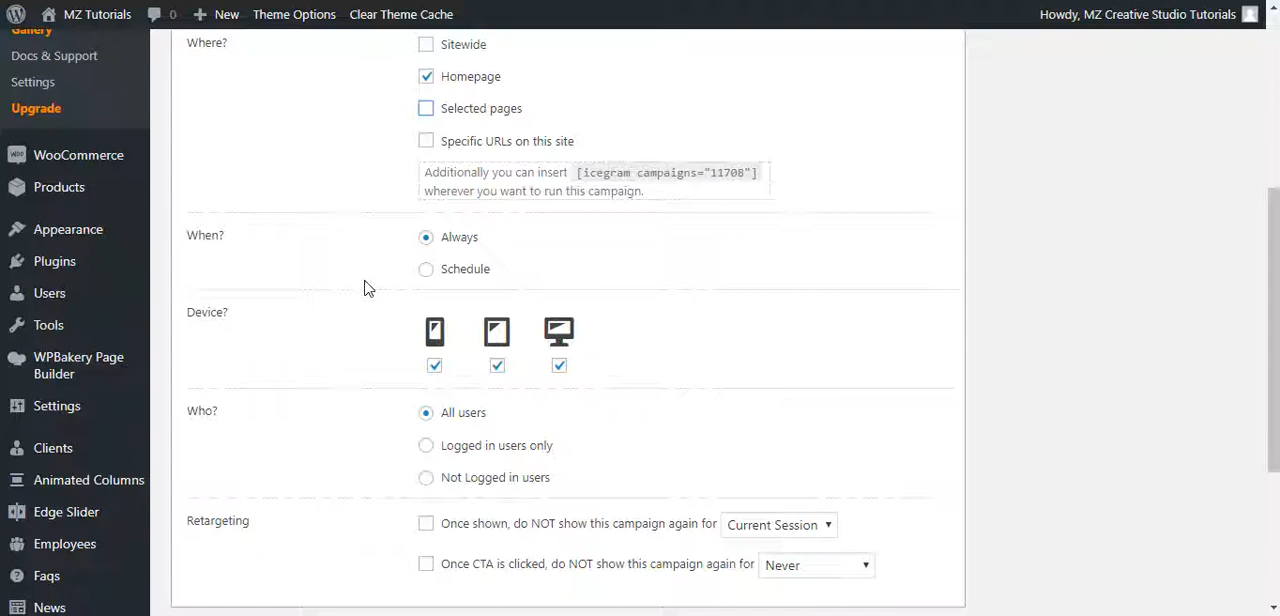 MZ Tutorials
0
New
Theme Options
Clear Theme Cache
Howdy, MZ Creative Studio Tutorials
Gallery
Docs & Support
Settings
Upgrade
WooCommerce
Products
Appearance
Plugins
Users
Tools
WPBakery Page
Builder
Settings
Clients
Animated Columns
Edge Slider
Employees
Faqs
News
Where?
Sitewide
Homepage
Selected pages
Specific URLs on this site
Additionally you can insert [icegram campaigns="11708"]
wherever you want to run this campaign.
When?
Always
Schedule
Device?
Who?
All users
Logged in users only
Not Logged in users
Retargeting
Once shown, do NOT show this campaign again for Current Session
Once CTA is clicked, do NOT show this campaign again for Never